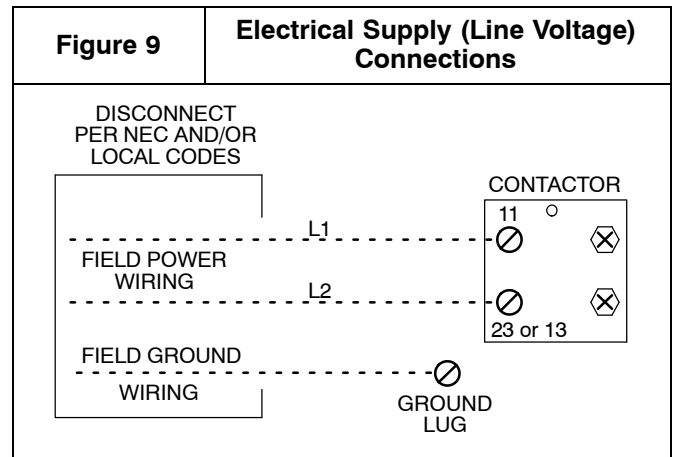 Figure 9
Electrical Supply (Line Voltage)
Connections
DISCONNECT
PER NEC AND/OR
LOCAL CODES
CONTACTOR
11
L1
FIELD POWER
WIRING
L2
23 or 13
FIELD GROUND
WIRING
GROUND
LUG